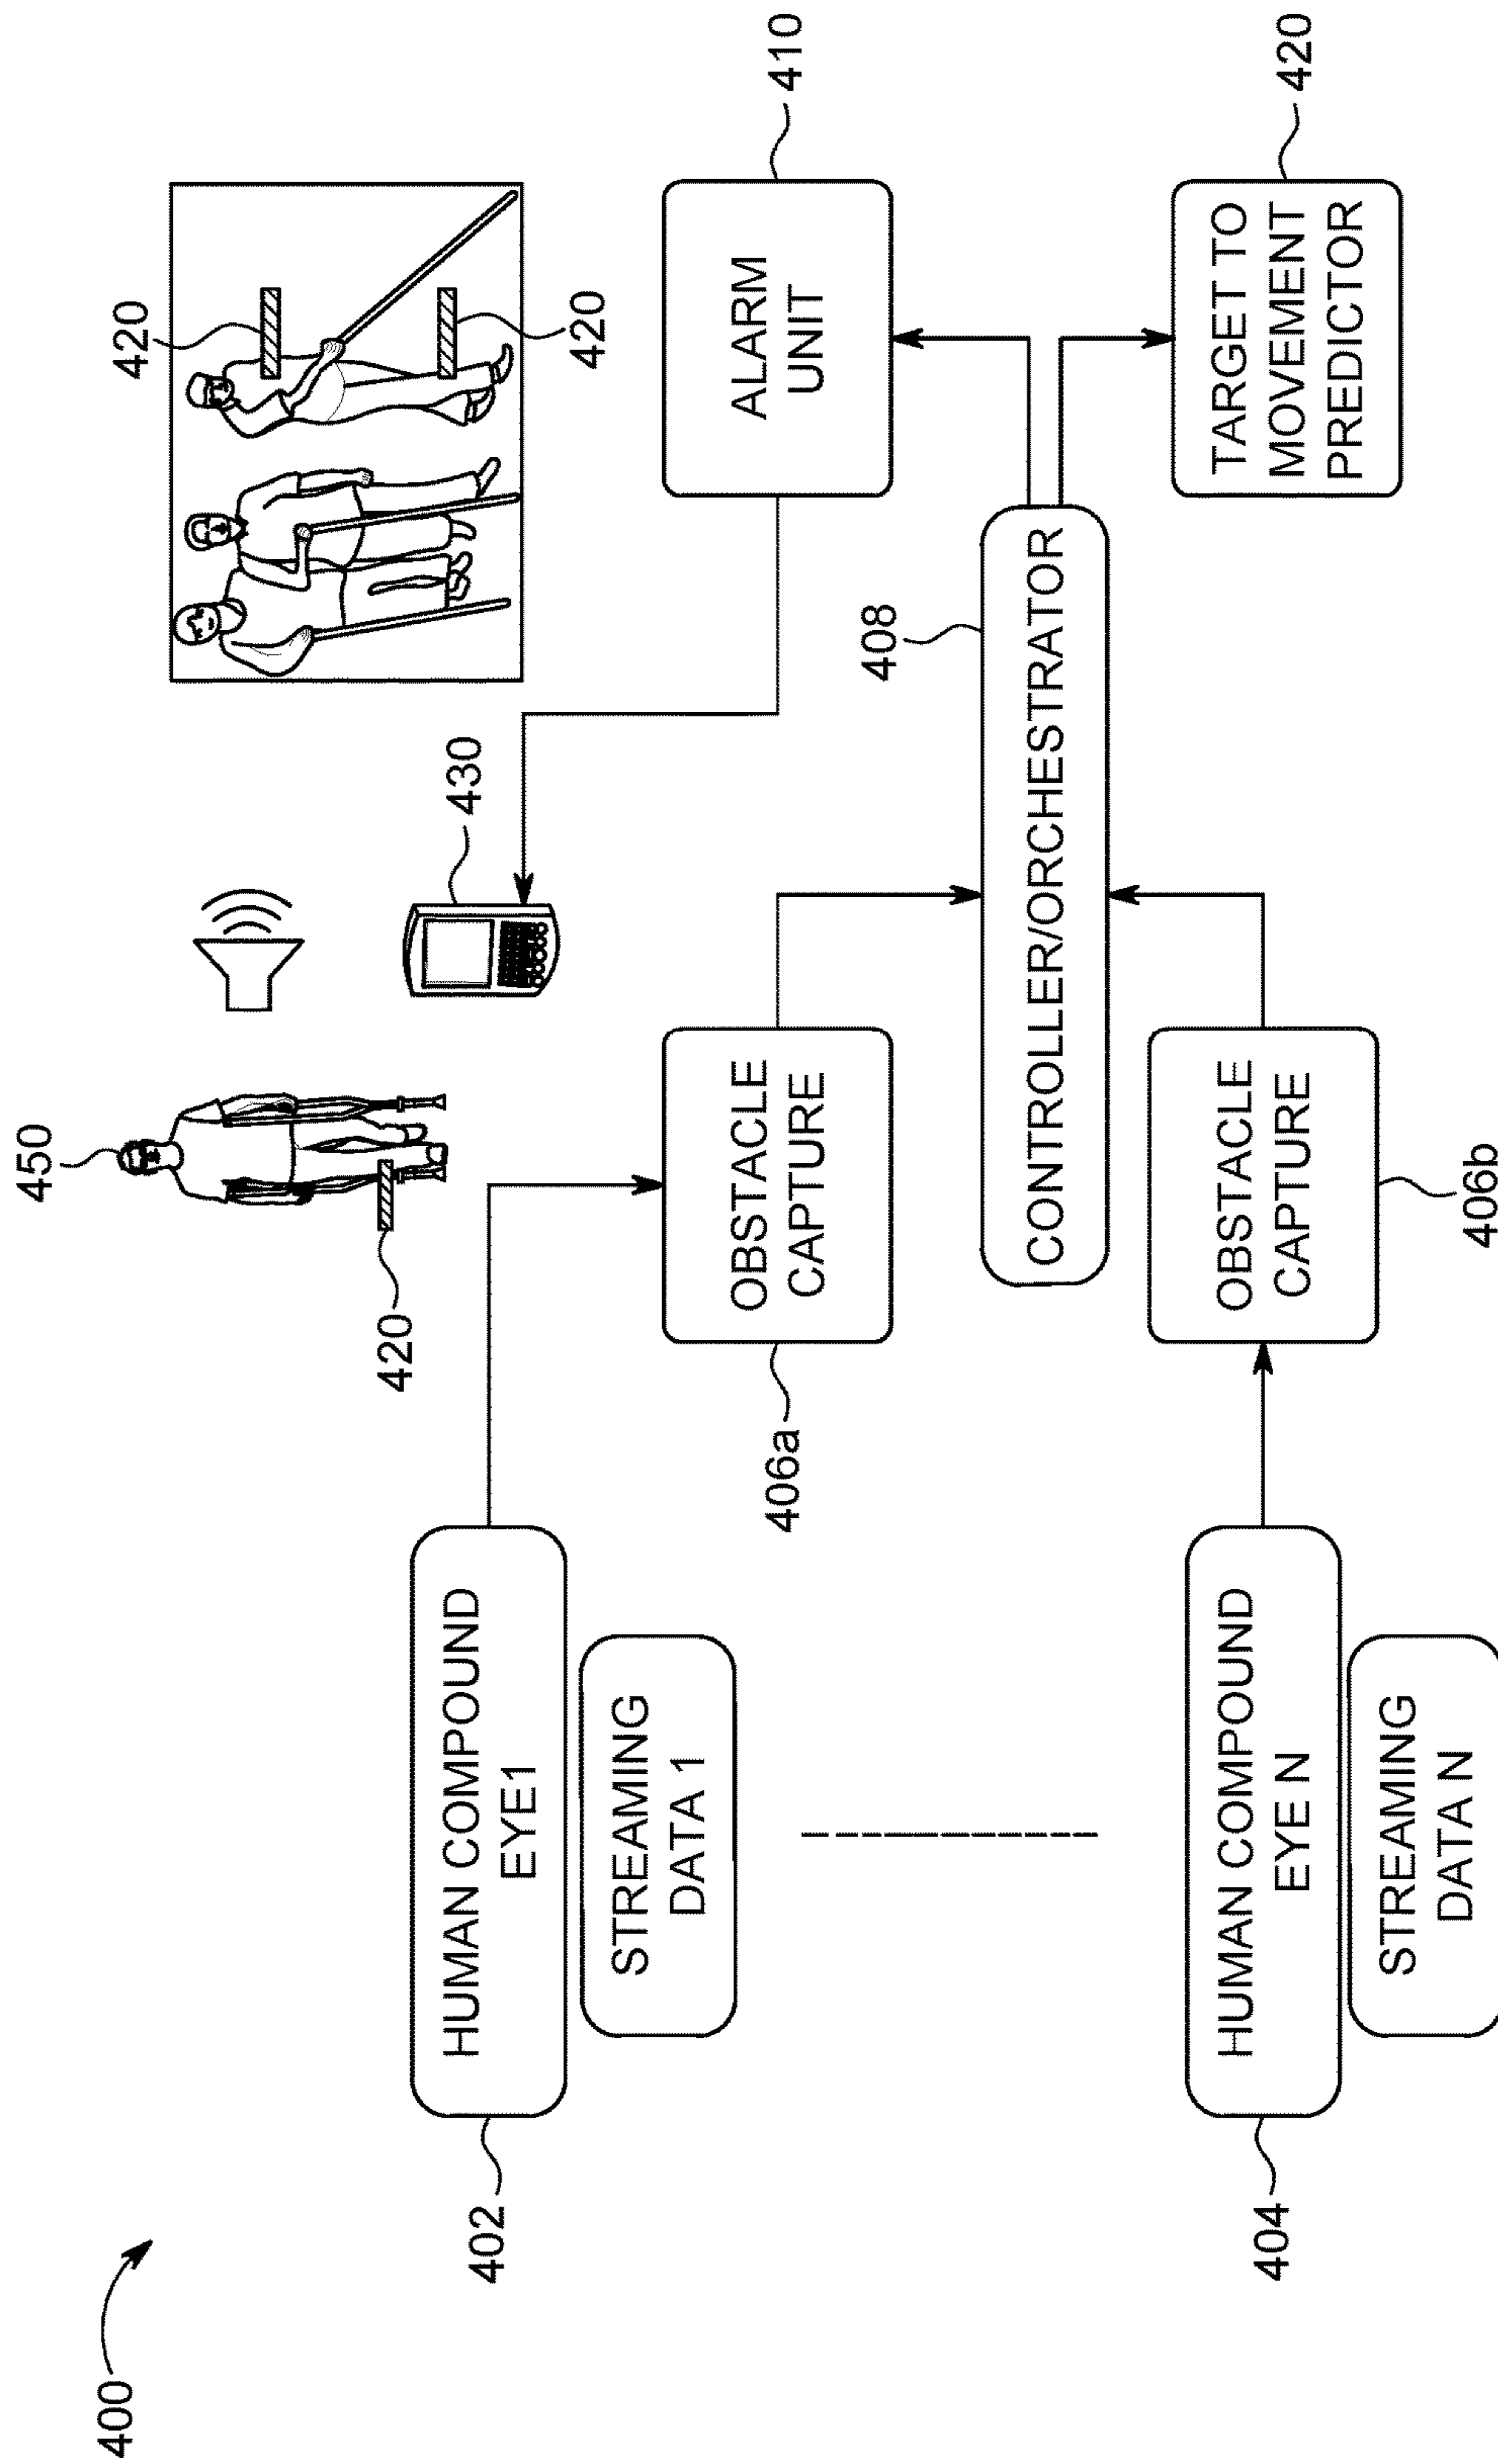 400
450
420
420
420
430
402
HUMAN COMPOUND
EYE1
STREAMING
DATA 1
406a
OBSTACLE
CAPTURE
ALARM
UNIT
410
408
CONTROLLER/ORCHESTRATOR
404
HUMAN COMPOUND
EYE N
STREAMING
DATA N
OBSTACLE
CAPTURE
406b
TARGET TO
MOVEMENT
PREDICTOR
420